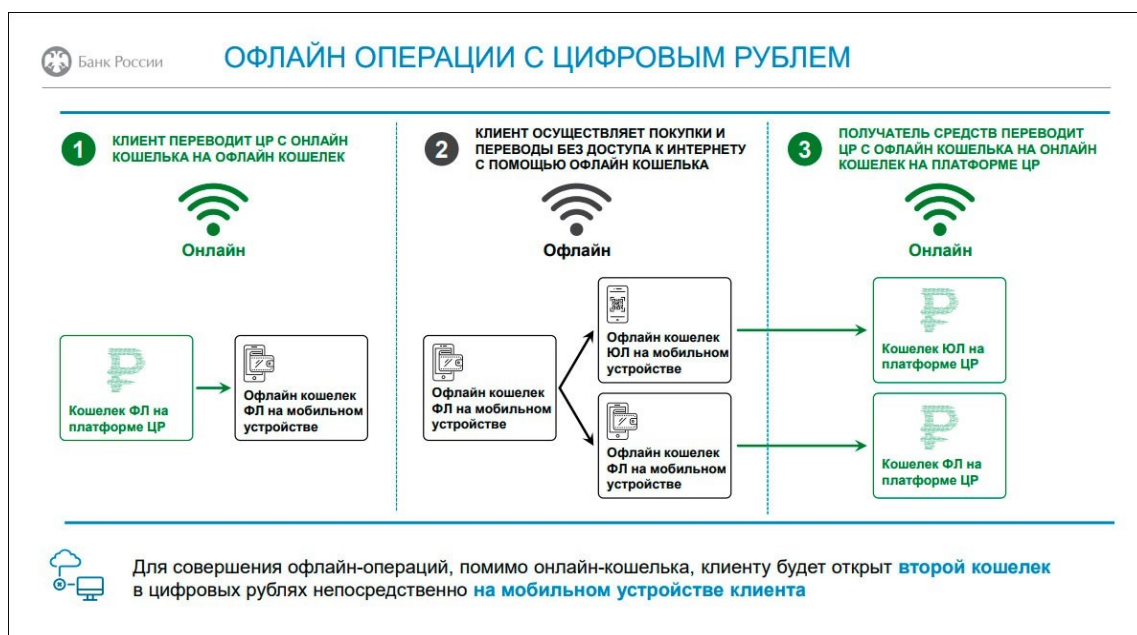 Банк России
ОФЛАЙН ОПЕРАЦИИ С ЦИФРОВЫМ РУБЛЕМ
1
КЛИЕНТ ПЕРЕВОДИТ ЦР С ОНЛАЙН
КОШЕЛЬКА НА ОФЛАЙН КОШЕЛЕК
Онлайн
Кошелек ФЛ на
платформе ЦР
Офлайн кошелек
ФЛ на мобильном
устройстве
2
КЛИЕНТ ОСУЩЕСТВЛЯЕТ ПОКУПКИ И
ПЕРЕВОДЫ БЕЗ ДОСТУПА К ИНТЕРНЕТУ
С ПОМОЩЬЮ ОФЛАЙН КОШЕЛЬКА
Офлайн
Офлайн кошелек
ФЛ на мобильном
устройстве
Офлайн кошелек
ЮЛ на мобильном
устройстве
Офлайн кошелек
ФЛ на мобильном
устройстве
3
ПОЛУЧАТЕЛЬ СРЕДСТВ ПЕРЕВОДИТ
ЦР С ОФЛАЙН КОШЕЛЬКА НА ОНЛАЙН
КОШЕЛЕК НА ПЛАТФОРМЕ ЦР
Онлайн
Кошелек ЮЛ на
платформе ЦР
Кошелек ФЛ на
платформе ЦР
Для совершения офлайн-операций, помимо онлайн-кошелька, клиенту будет открыт второй кошелек
в цифровых рублях непосредственно на мобильном устройстве клиента